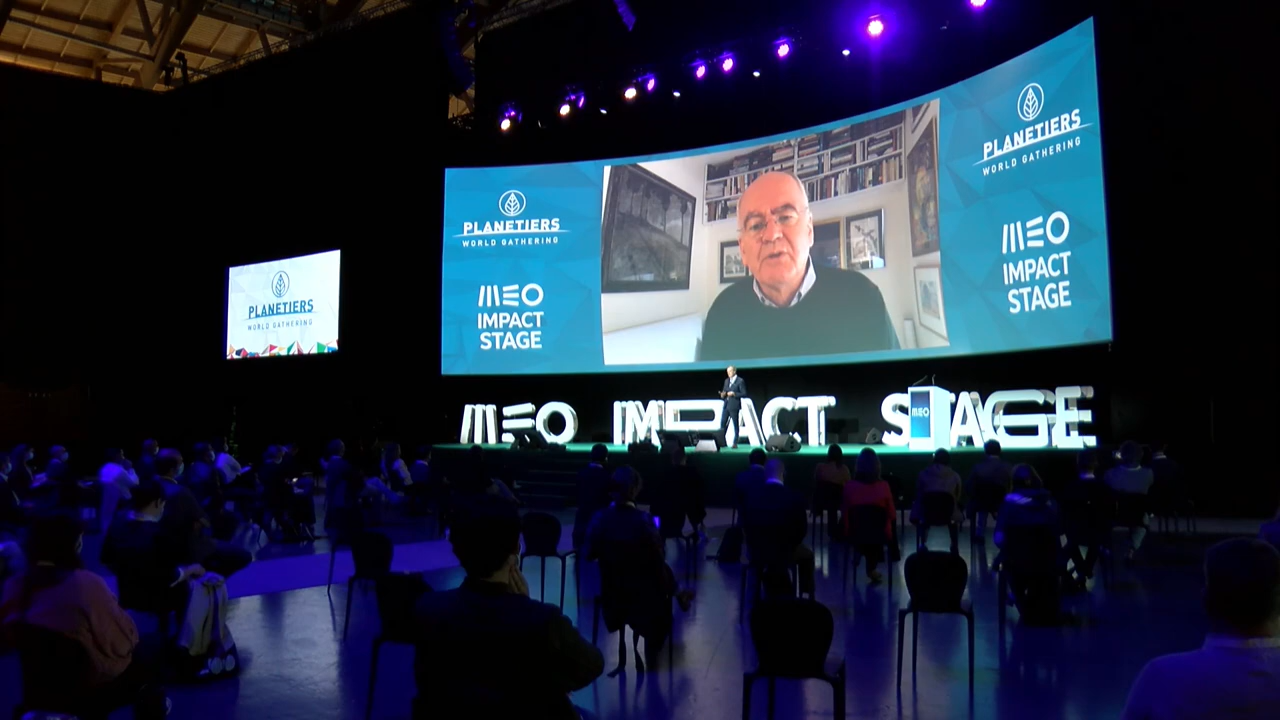 PLANETIERS
WORLD GATHERING
MEO
IMPACT
STAGE
PLANETIERS
WORLD GATHERING
MEO
IMPACT
STAGE
PLANETIERS
WORLD GATHERING
MEO IMPACT STAGE
MEO